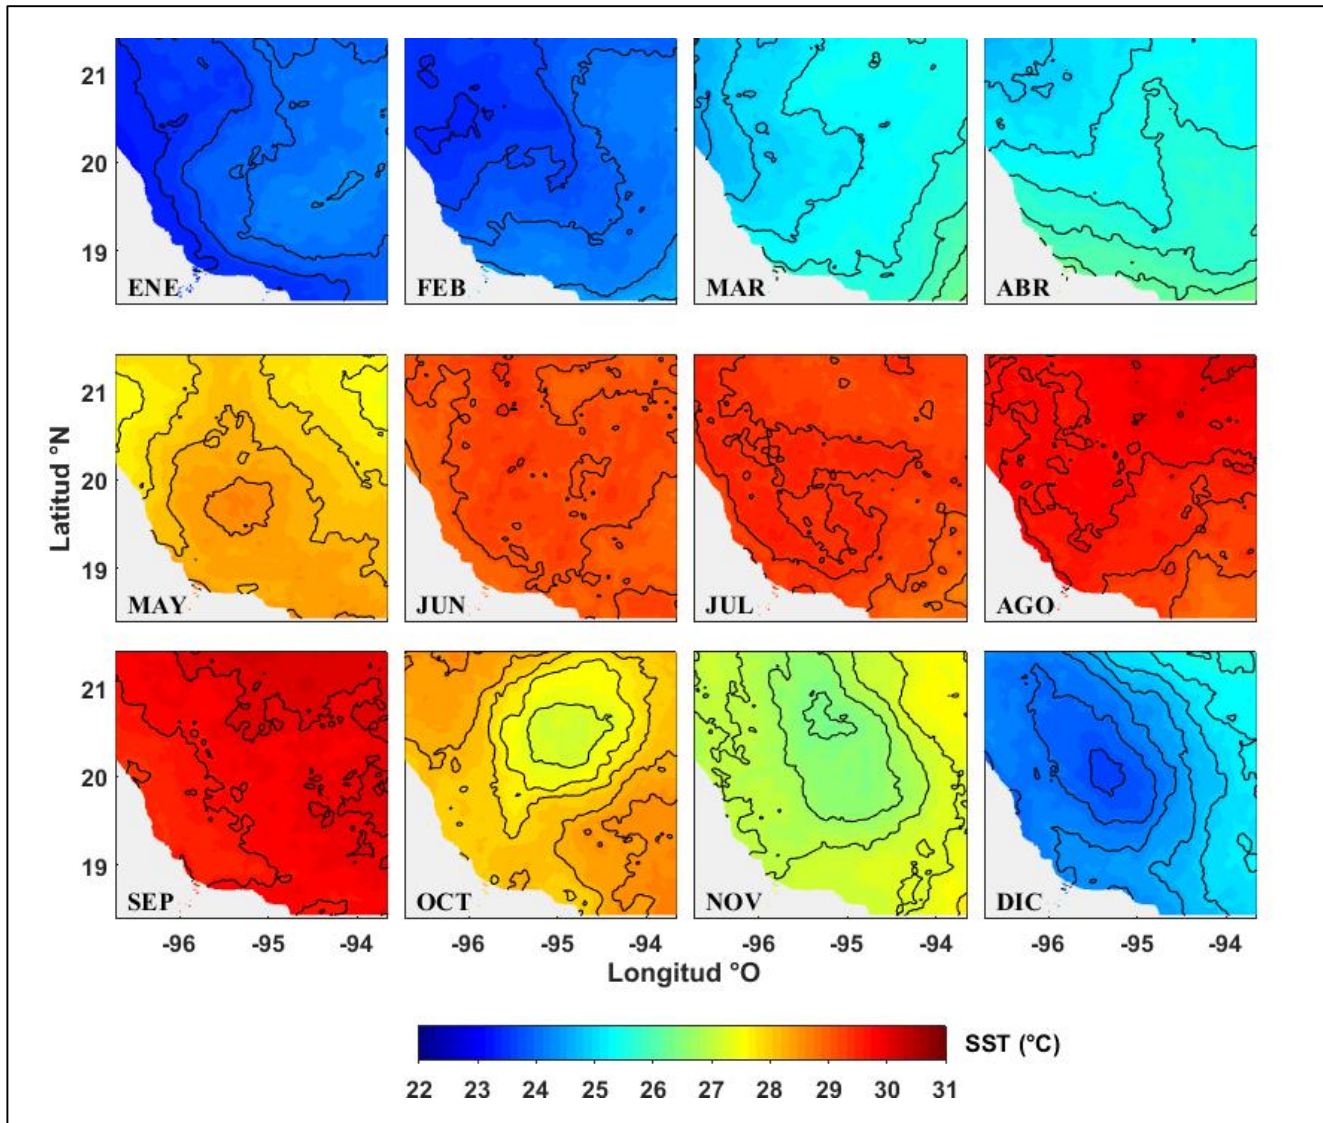 21
20
19
ENE
FEB
MAR
ABR
Latitud °N
21
20
19
MAY
JUN
JUL
AGO
21
20
19
SEP
OCT
NOV
DIC
-96 -95 -94 -96 -95 -94 -96 -95 -94 -96 -95 -94
Longitud °O
SST (°C)
22 23 24 25 26 27 28 29 30 31